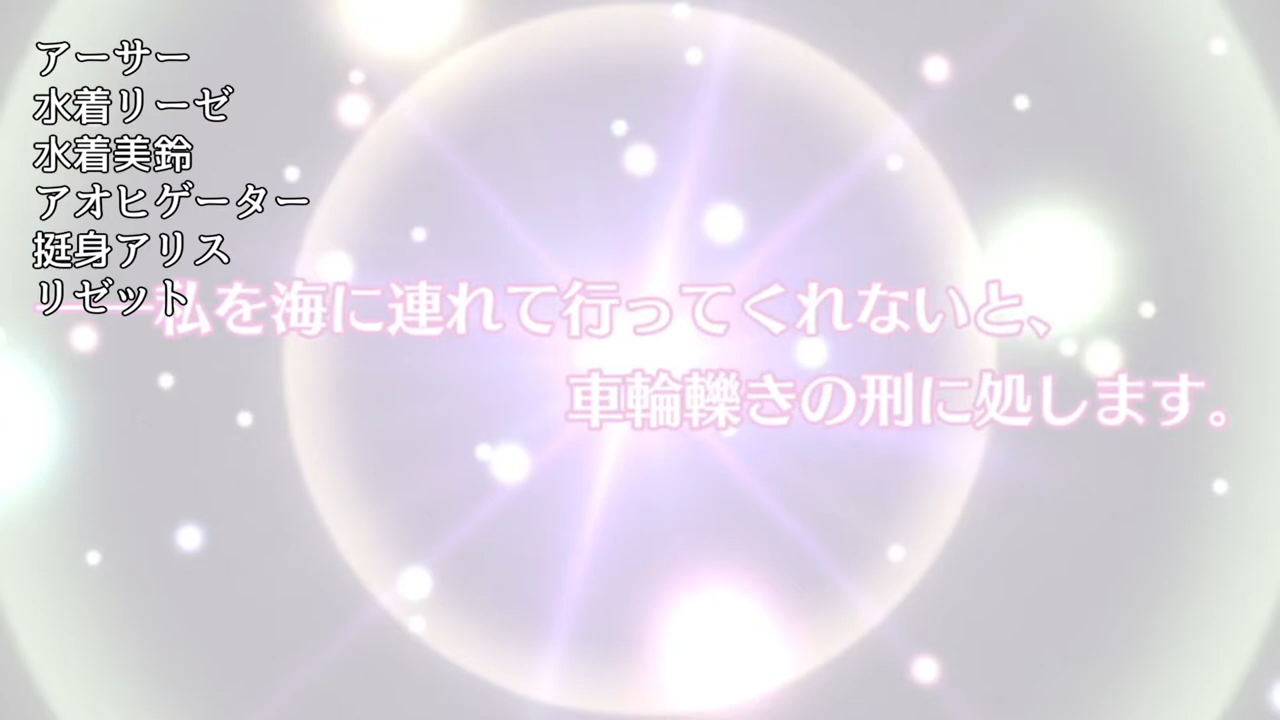 アーサー
水着リーゼ
水着美鈴
アオヒゲーター
挺身アリス
リゼット
――私を海に連れて行ってくれないと、
車輪轢きの刑に処します。